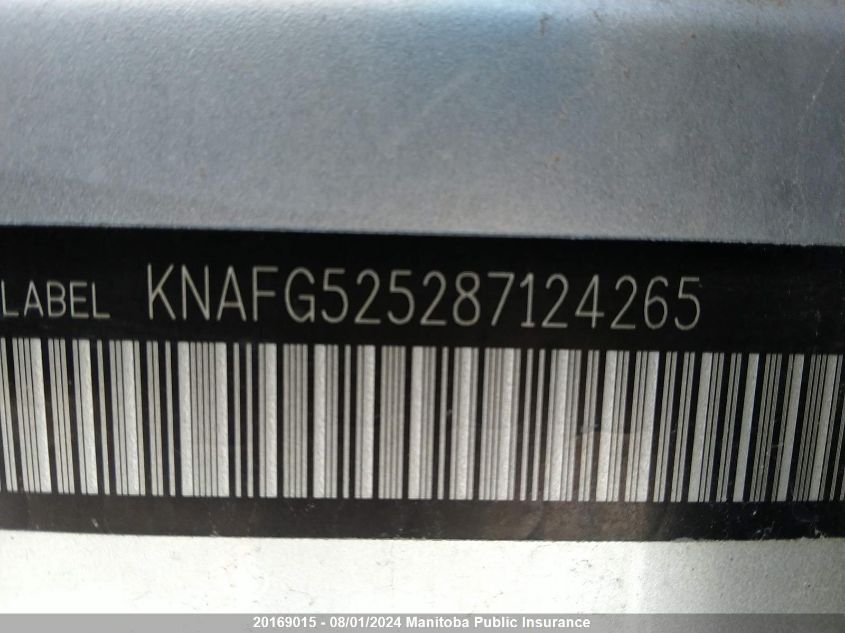 LABEL KNAFG525287124265
20169015 - 08/01/2024 Manitoba Public Insurance